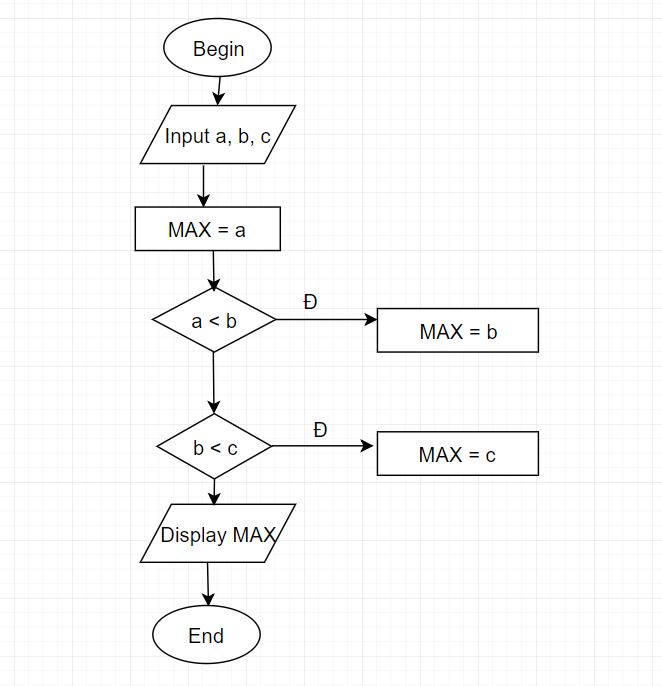 Begin
Input a, b, c
MAX = a
a < b
Đ
MAX = b
b < c
Đ
MAX = c
Display MAX
End